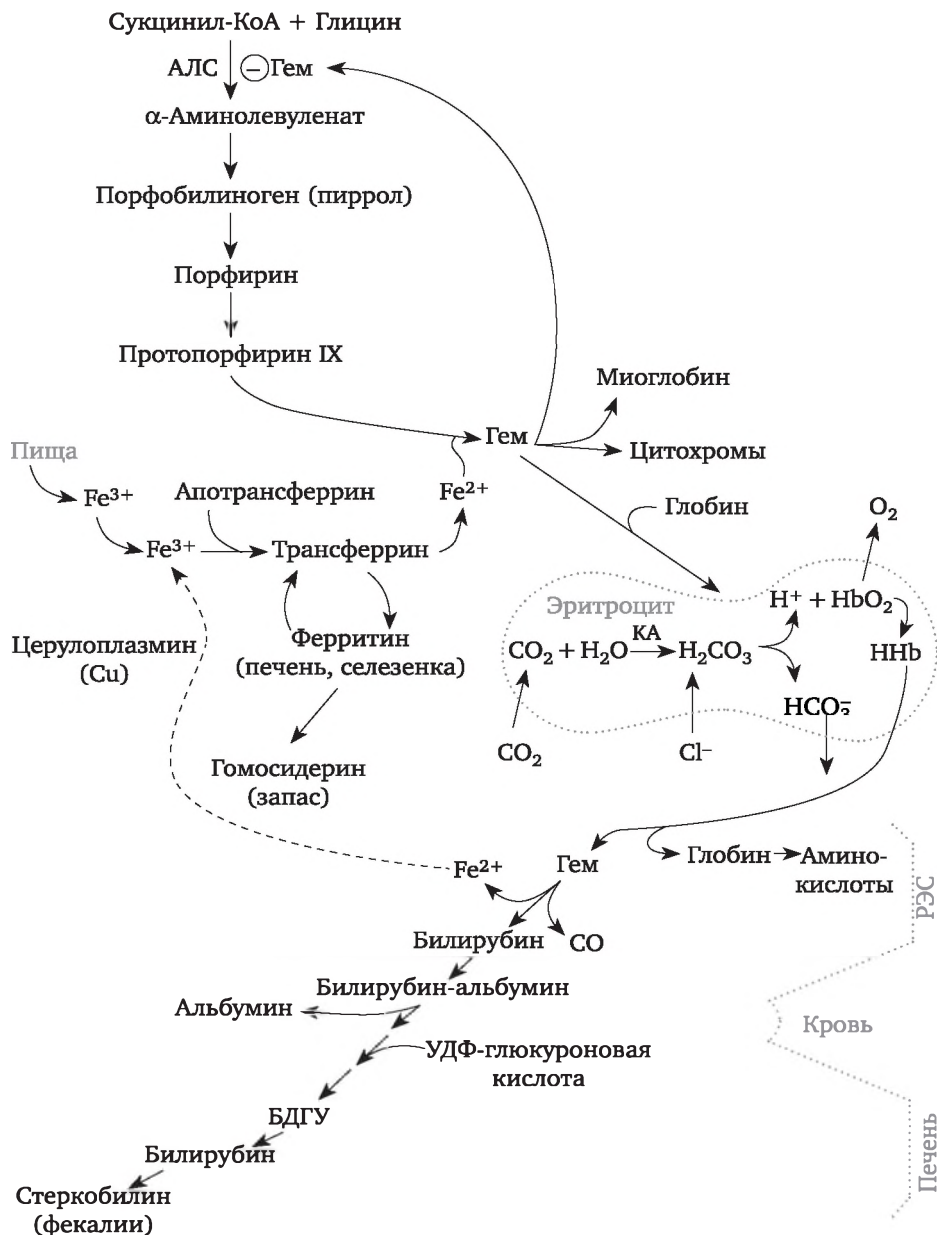 Сукцинил-КоА + Глицин
АЛС − Гем
α-Аминолевуленат
Порфобилиноген (пиррол)
Порфирин
Протопорфирин IX
Миоглобин
Гем
Цитохромы
Пища
Fe³⁺
Апотрансферрин
Fe²⁺
Глобин
O₂
Fe³⁺
Трансферрин
Эритроцит
H⁺ + HbO₂
Церулоплазмин
(Cu)
Ферритин
(печень, селезенка)
CO₂ + H₂O
КА
H₂CO₃
HHb
HCO₃⁻
CO₂
Cl⁻
Гомосидерин
(запас)
Fe²⁺
Гем
Глобин
Амино-
кислоты
РЭС
Билирубин
CO
Билирубин-альбумин
Альбумин
Кровь
УДФ-глюкуроновая
кислота
БДГУ
Билирубин
Печень
Стеркобилин
(фекалии)